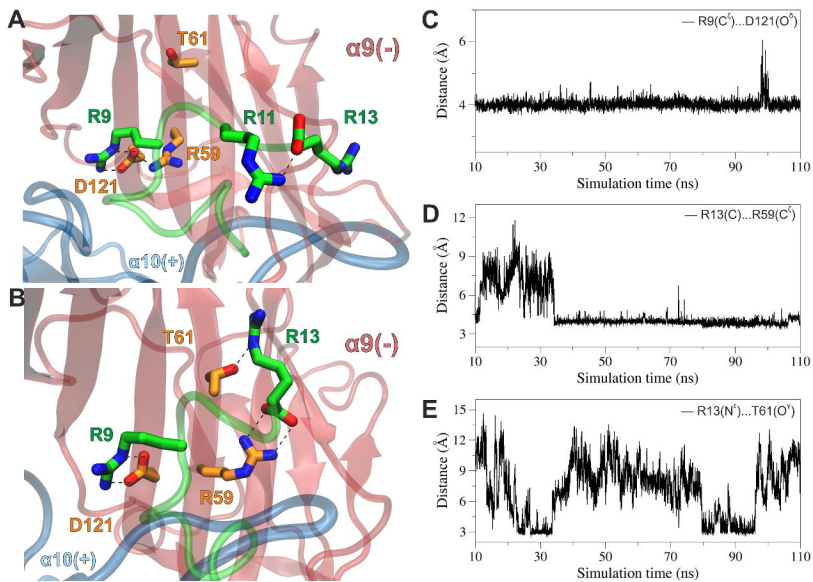 A
T61
α9(-)
R9
R11
R13
R59
D121
α10(+)
B
T61
R13
α9(-)
R9
R59
D121
α10(+)
C
— R9(Cζ)...D121(Oδ)
Distance (Å)
6
4
10 30 50 70 90 110
Simulation time (ns)
D
— R13(C)...R59(Cζ)
Distance (Å)
12
9
6
3
10 30 50 70 90 110
Simulation time (ns)
E
— R13(Nε)...T61(Oγ)
Distance (Å)
15
12
9
6
3
10 30 50 70 90 110
Simulation time (ns)